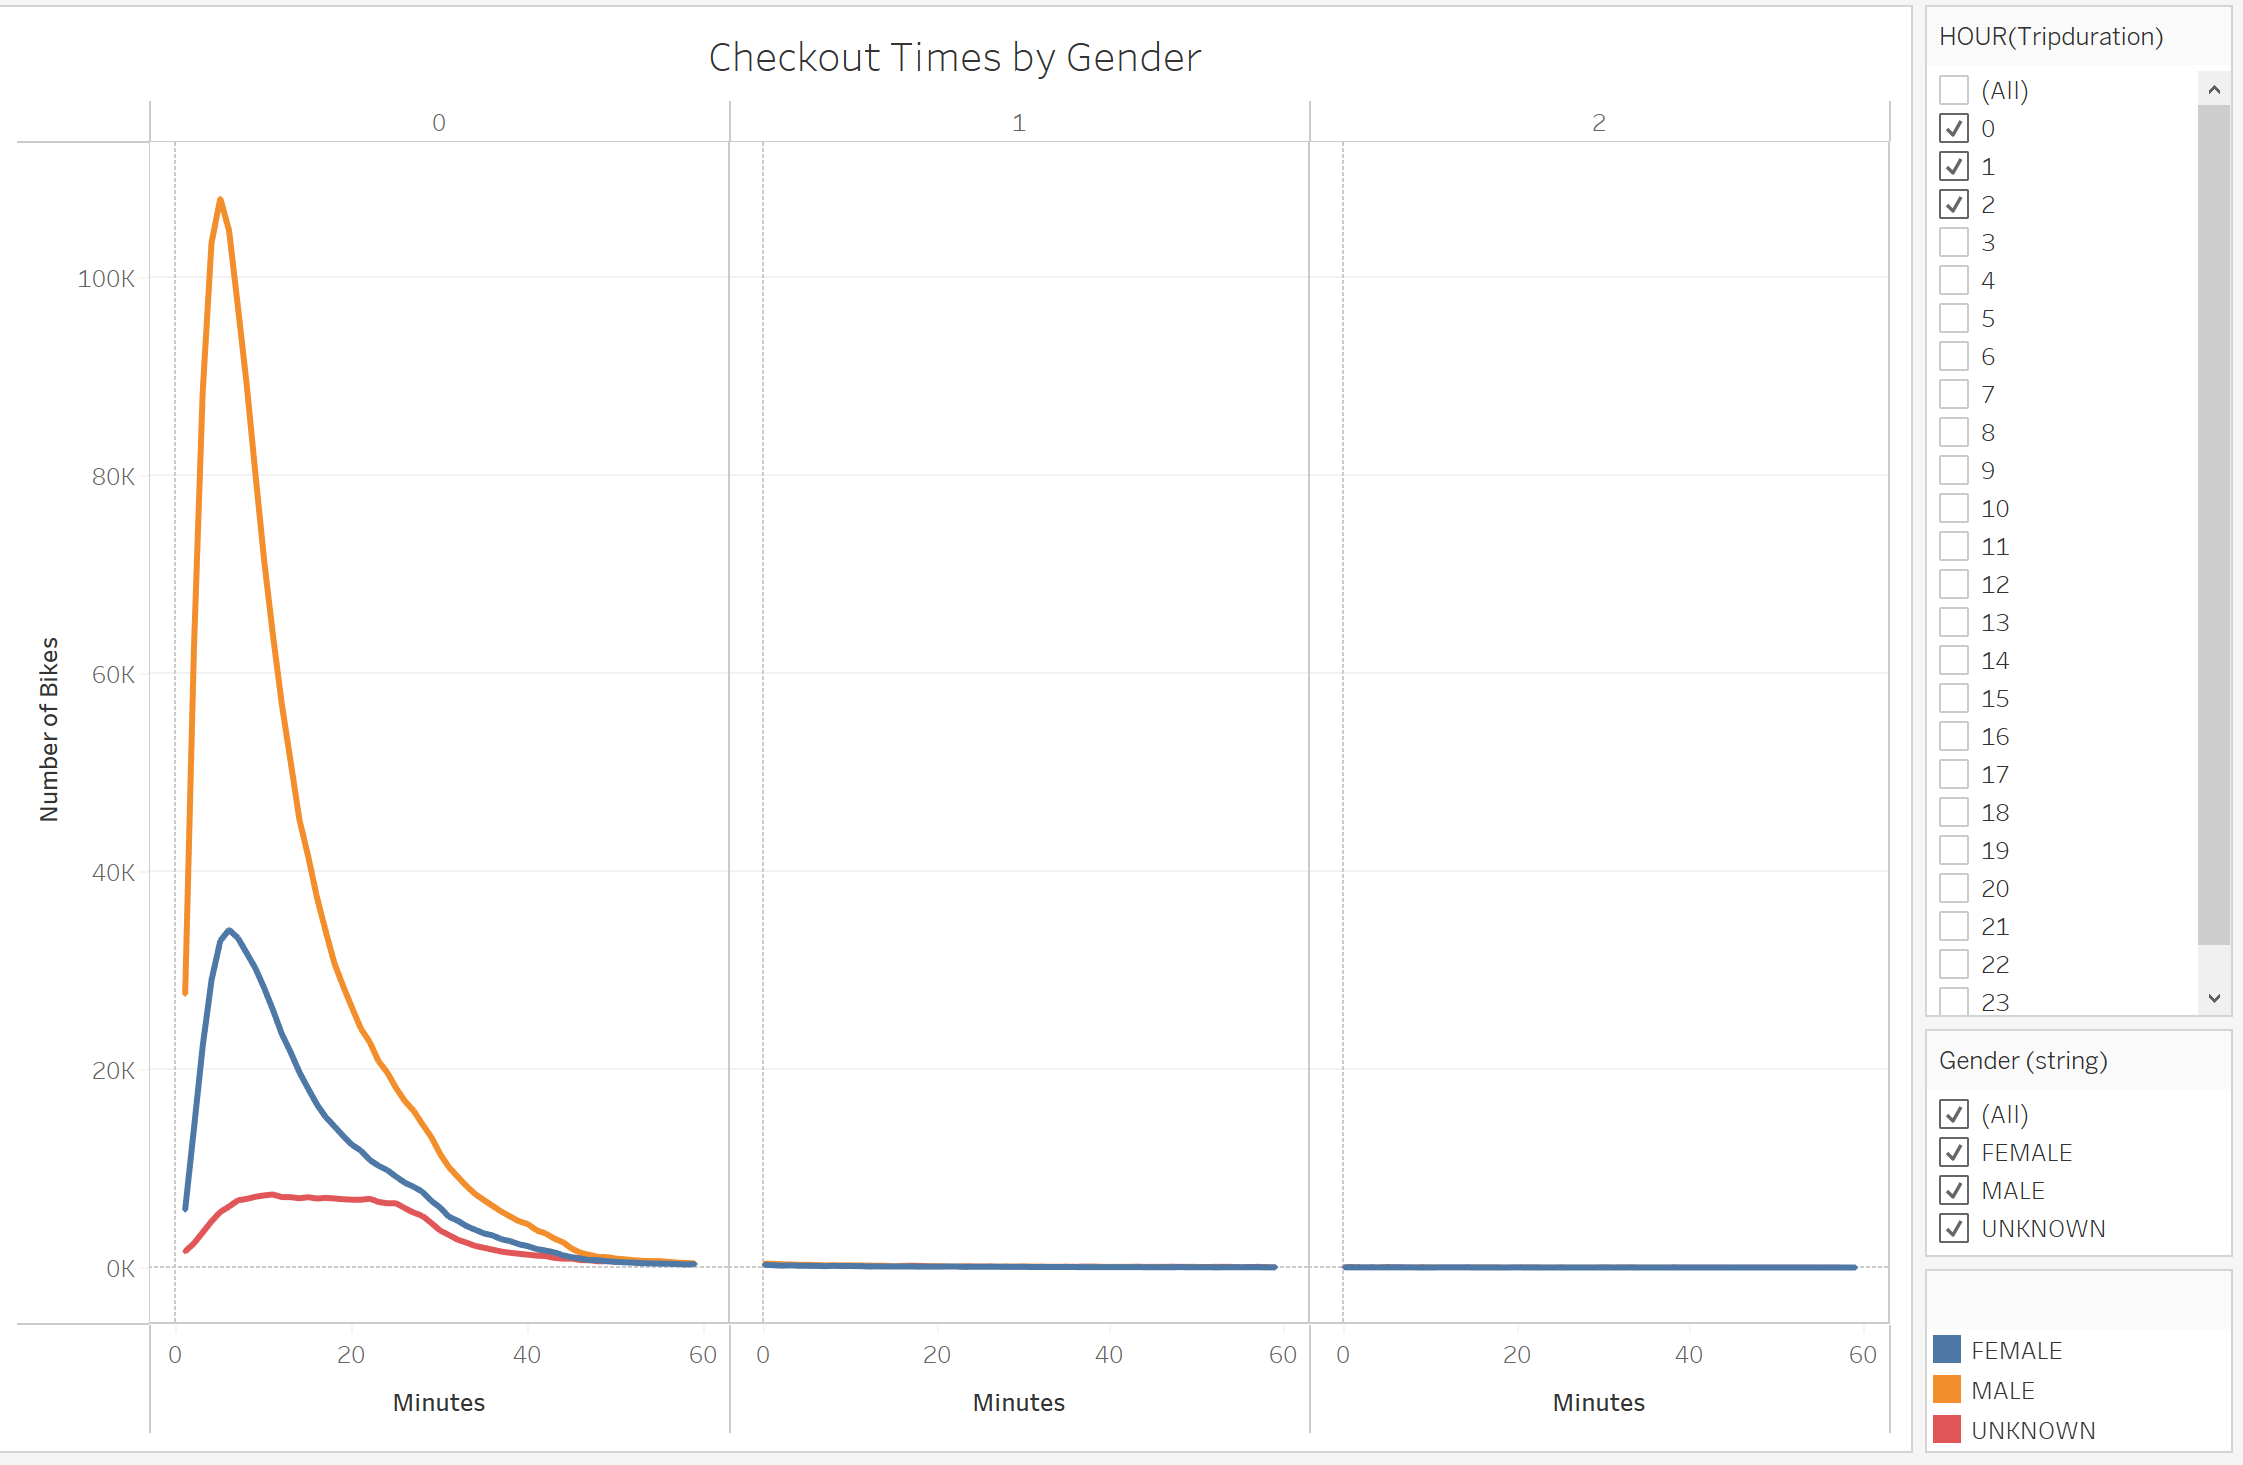 Checkout Times by Gender
0 1 2
Number of Bikes
100K
80K
60K
40K
20K
0K
0 20 40 60 0 20 40 60 0 20 40 60
Minutes Minutes Minutes
HOUR(Tripduration)
(All)
0
1
2
3
4
5
6
7
8
9
10
11
12
13
14
15
16
17
18
19
20
21
22
23
Gender (string)
(All)
FEMALE
MALE
UNKNOWN
FEMALE
MALE
UNKNOWN